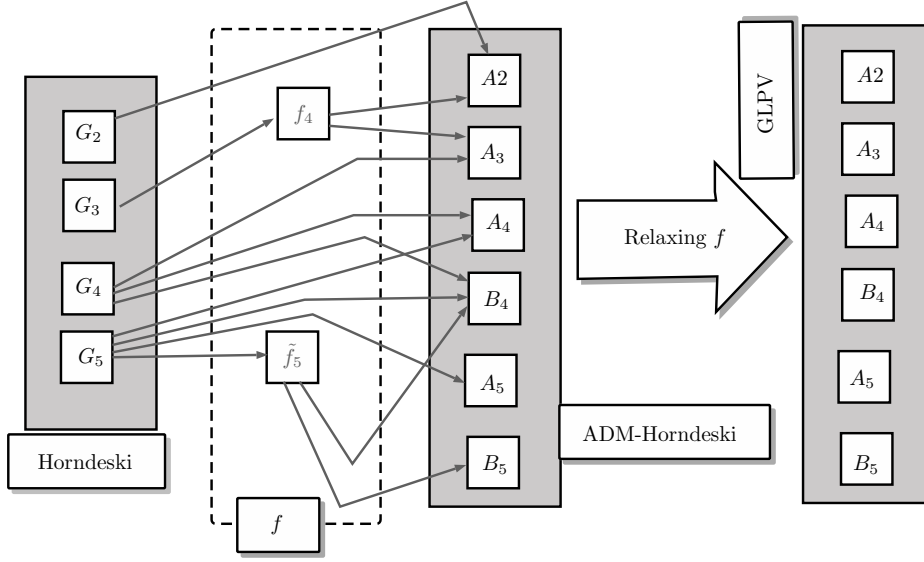 G₂
G₃
G₄
G₅
Horndeski
f₄
f̃₅
f
A2
A₃
A₄
B₄
A₅
B₅
ADM-Horndeski
Relaxing f
GLPV
A2
A₃
A₄
B₄
A₅
B₅